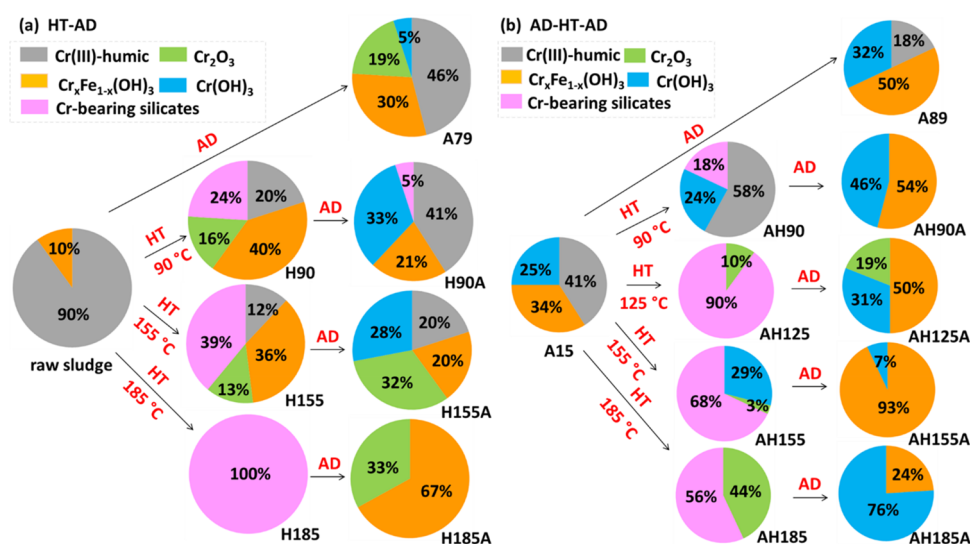 (a) HT-AD
Cr(III)-humic
Cr₂O₃
CrₓFe₁₋ₓ(OH)₃
Cr(OH)₃
Cr-bearing silicates
5%
19%
46%
30%
A79
AD
10%
90%
raw sludge
HT
90 °C
24%
20%
16%
40%
H90
AD
5%
33%
41%
21%
H90A
HT
155 °C
12%
39%
36%
13%
H155
AD
28%
20%
20%
32%
H155A
HT
185 °C
100%
H185
AD
33%
67%
H185A
(b) AD-HT-AD
Cr(III)-humic
Cr₂O₃
CrₓFe₁₋ₓ(OH)₃
Cr(OH)₃
Cr-bearing silicates
18%
32%
50%
A89
AD
25%
41%
34%
A15
HT
90 °C
18%
58%
24%
AH90
AD
46%
54%
AH90A
HT
125 °C
10%
90%
AH125
AD
19%
50%
31%
AH125A
HT
155 °C
29%
68%
3%
AH155
AD
7%
93%
AH155A
HT
185 °C
56%
44%
AH185
AD
24%
76%
AH185A